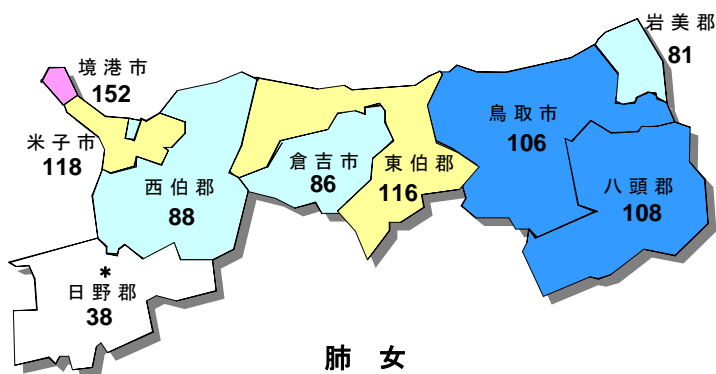 岩美郡
81
境港市
152
鳥取市
106
米子市
118
倉吉市
86
東伯郡
116
八頭郡
108
西伯郡
88
*
日野郡
38
肺 女